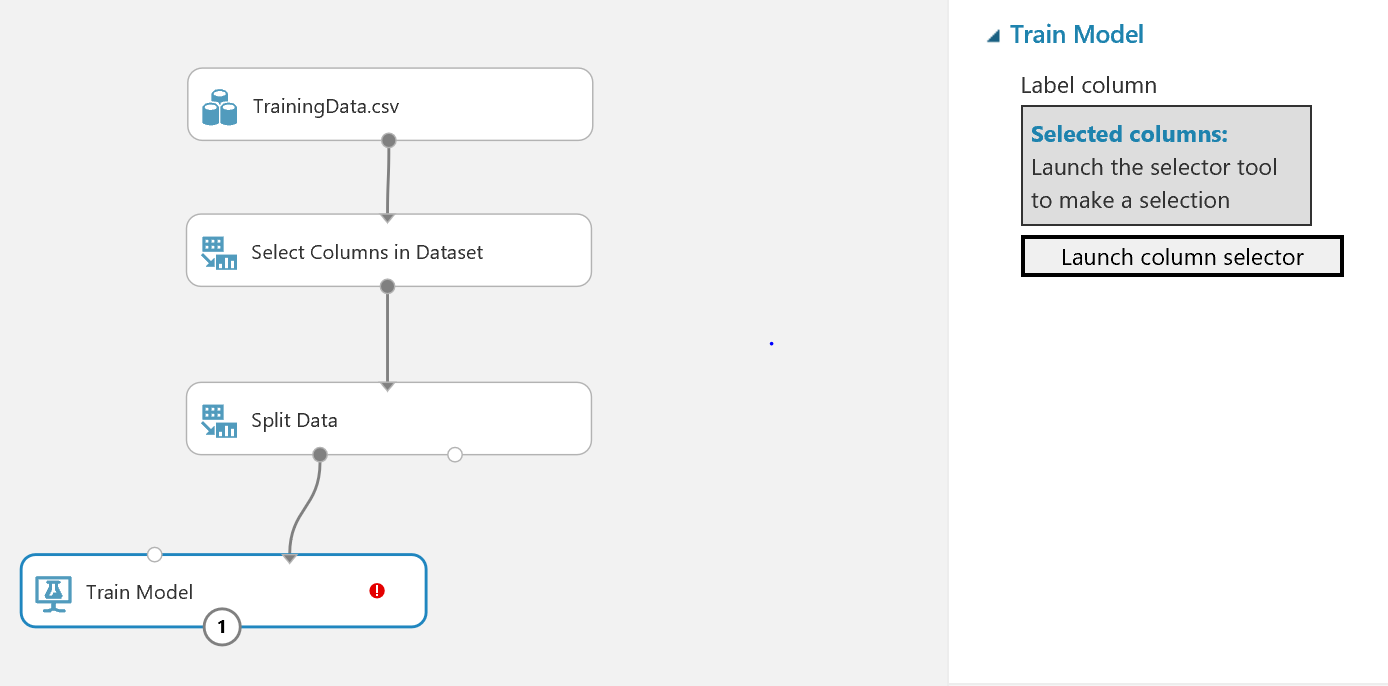 TrainingData.csv
Select Columns in Dataset
Split Data
Train Model
!
1
Train Model
Label column
Selected columns:
Launch the selector tool
to make a selection
Launch column selector